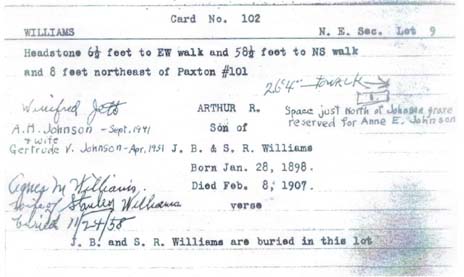 Card No. 102
WILLIAMS N. E. Sec. Lot 9
Headstone 6½ feet to EW walk and 58½ feet to NS walk
and 8 feet northeast of Paxton #101
26'4" to WALK
Winifred Jett ARTHUR R. Space just North of Johnson grave
reserved for Anne E. Johnson
A.M. Johnson - Sept. 1941 Son of
+ wife
Gertrude V. Johnson - Apr. 1951 J. B. & S. R. Williams
Born Jan. 28, 1898.
Agnes M Williams, Died Feb. 8, 1907.
wife of Stanley Williams verse
Buried 11/24/58
J. B. and S. R. Williams are buried in this lot